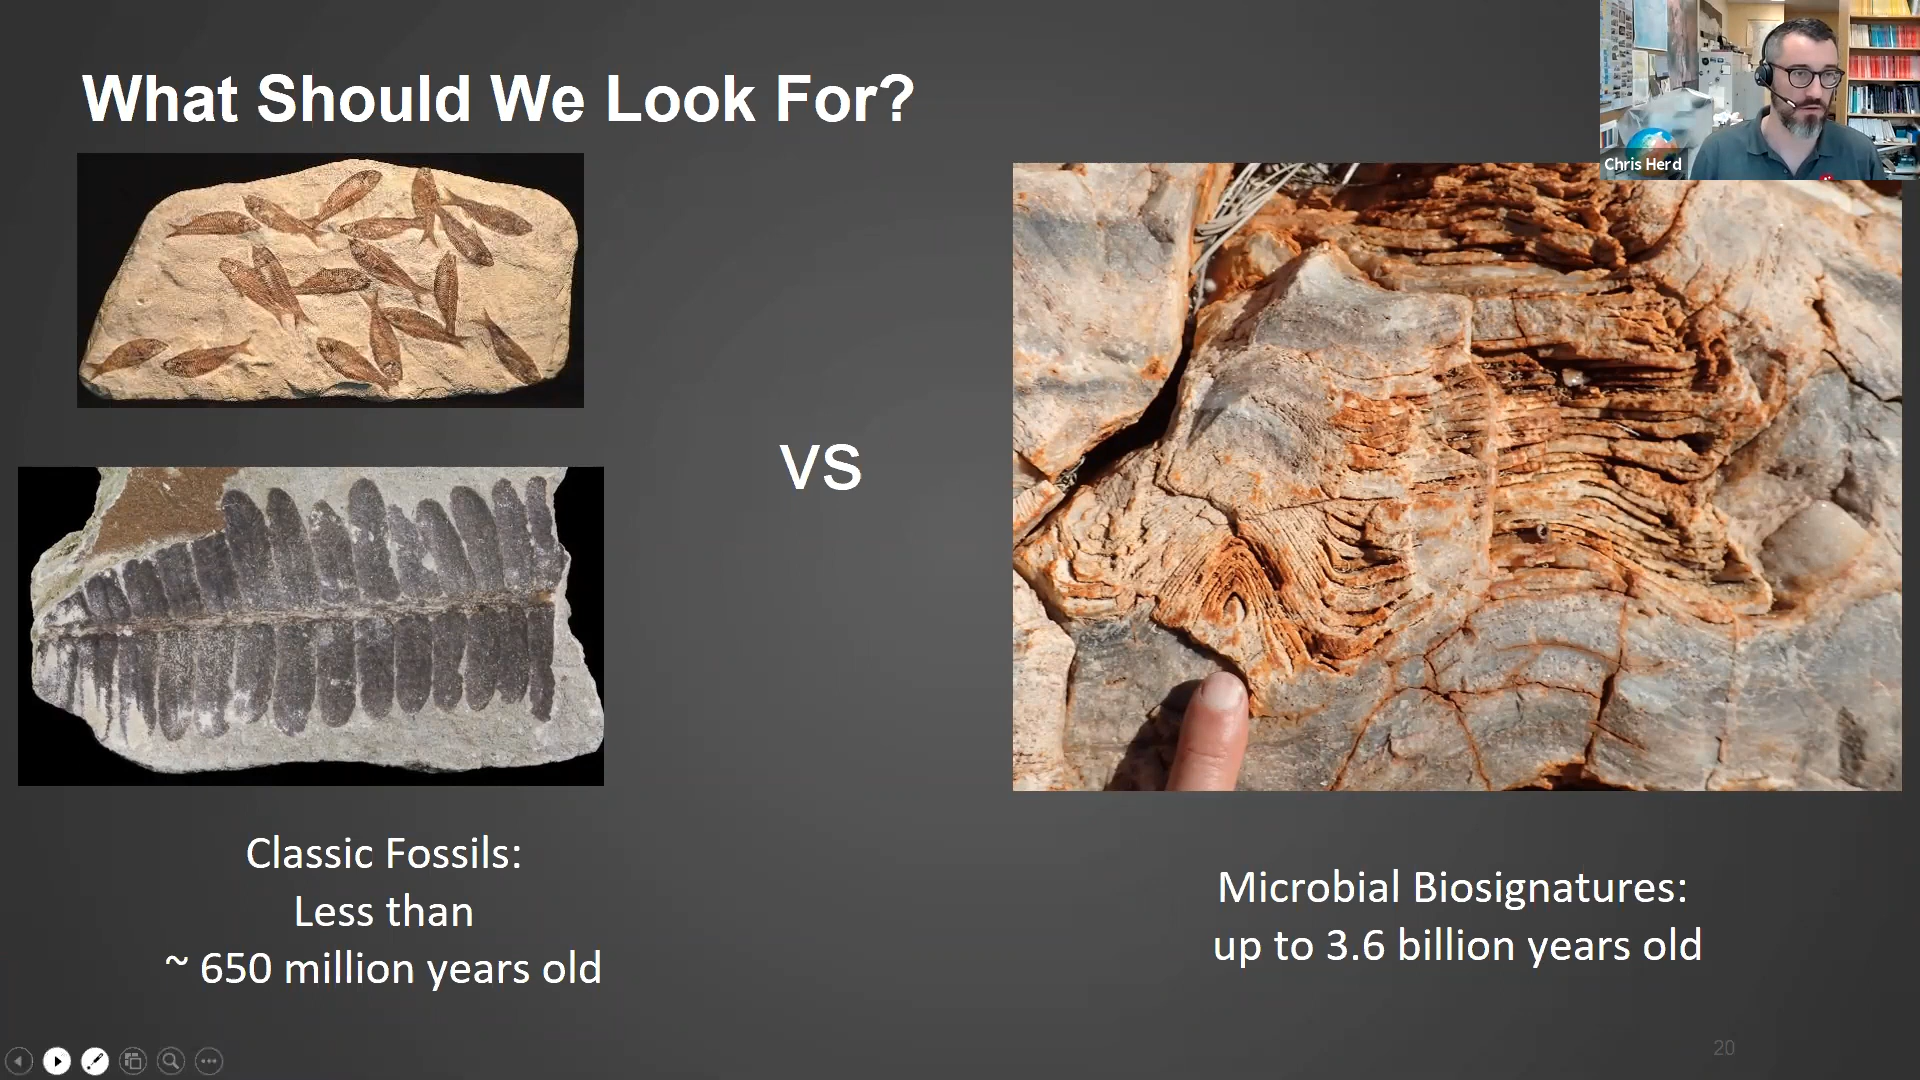 What Should We Look For?
Chris Herd
vs
Classic Fossils:
Less than
~ 650 million years old
Microbial Biosignatures:
up to 3.6 billion years old
20